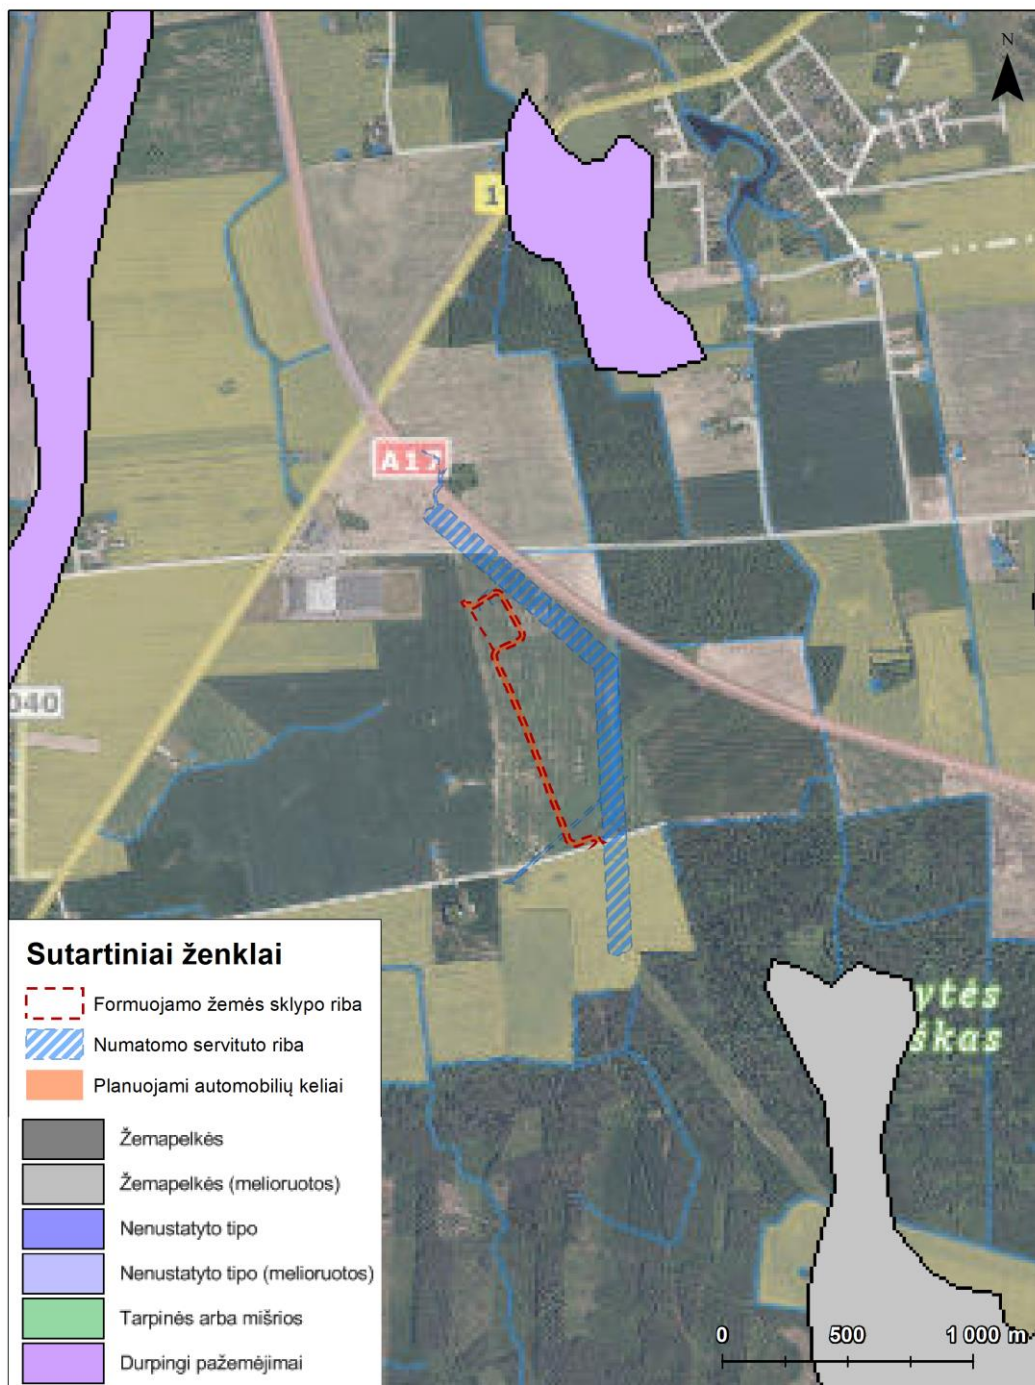 N
1
A17
040
ytės
škas
Sutartiniai ženklai
Formuojamo žemės sklypo riba
Numatomo servituto riba
Planuojami automobilių keliai
Žemapelkės
Žemapelkės (melioruotos)
Nenustatyto tipo
Nenustatyto tipo (melioruotos)
Tarpinės arba mišrios
Durpingi pažemėjimai
0 500 1 000 m